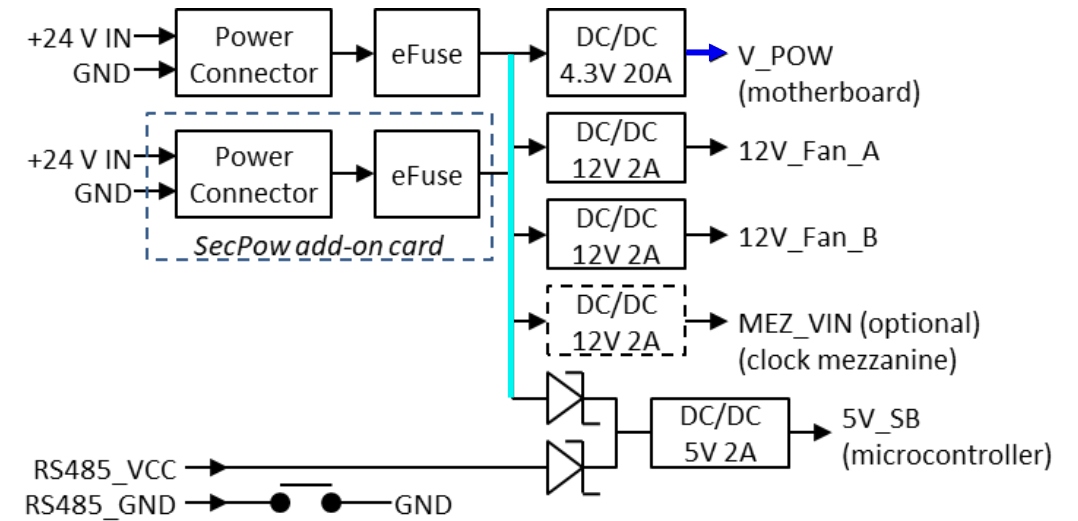 +24 V IN
GND
Power
Connector
eFuse
DC/DC
4.3V 20A
V_POW
(motherboard)
+24 V IN
GND
Power
Connector
eFuse
SecPow add-on card
DC/DC
12V 2A
12V_Fan_A
DC/DC
12V 2A
12V_Fan_B
DC/DC
12V 2A
MEZ_VIN (optional)
(clock mezzanine)
DC/DC
5V 2A
5V_SB
(microcontroller)
RS485_VCC
RS485_GND
GND